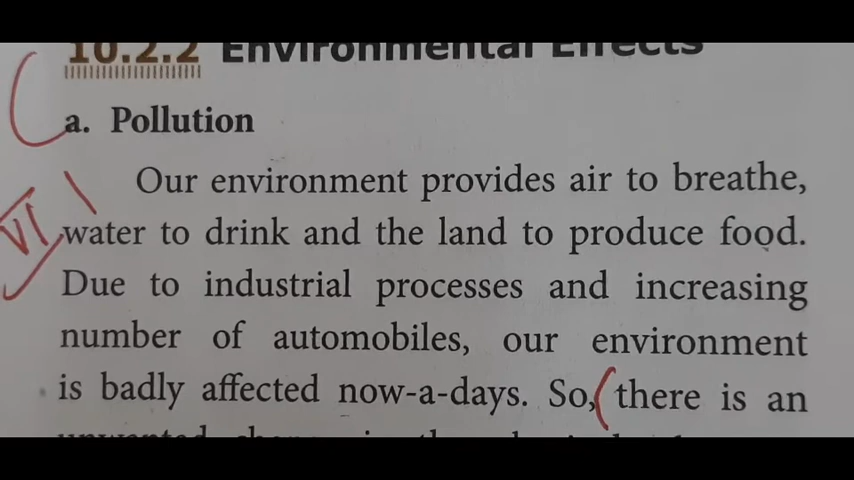 10.2.2 Environmental Effects
a. Pollution
Our environment provides air to breathe,
water to drink and the land to produce food.
Due to industrial processes and increasing
number of automobiles, our environment
is badly affected now-a-days. So, (there is an
VI